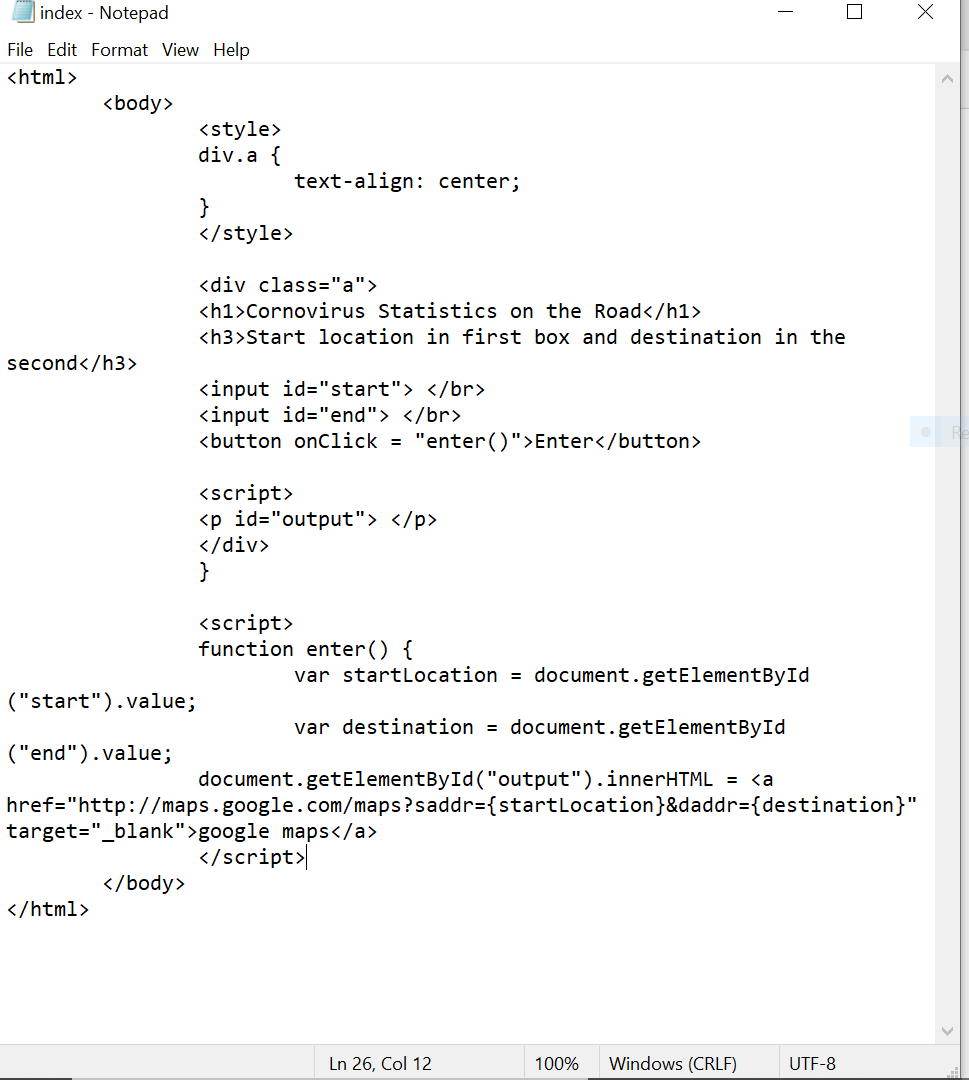 index - Notepad
File Edit Format View Help
<html>
<body>
<style>
div.a {
text-align: center;
}
</style>
<div class="a">
<h1>Cornovirus Statistics on the Road</h1>
<h3>Start location in first box and destination in the
second</h3>
<input id="start"> </br>
<input id="end"> </br>
<button onClick = "enter()">Enter</button>
<script>
<p id="output"> </p>
</div>
}
<script>
function enter() {
var startLocation = document.getElementById
("start").value;
var destination = document.getElementById
("end").value;
document.getElementById("output").innerHTML = <a
href="http://maps.google.com/maps?saddr={startLocation}&daddr={destination}"
target="_blank">google maps</a>
</script>
</body>
</html>
Ln 26, Col 12 100% Windows (CRLF) UTF-8